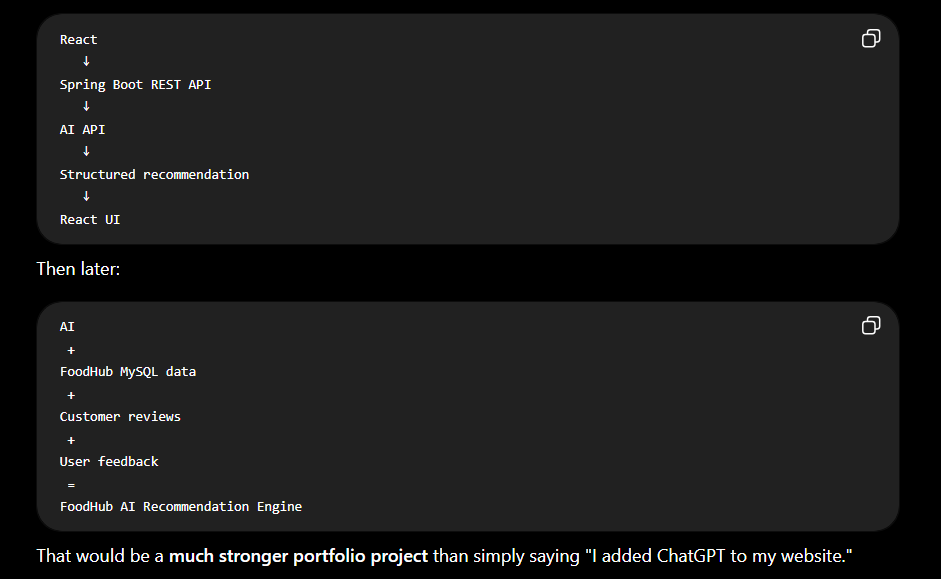 React
↓
Spring Boot REST API
↓
AI API
↓
Structured recommendation
↓
React UI
Then later:
AI
+
FoodHub MySQL data
+
Customer reviews
+
User feedback
=
FoodHub AI Recommendation Engine
That would be a much stronger portfolio project than simply saying "I added ChatGPT to my website."